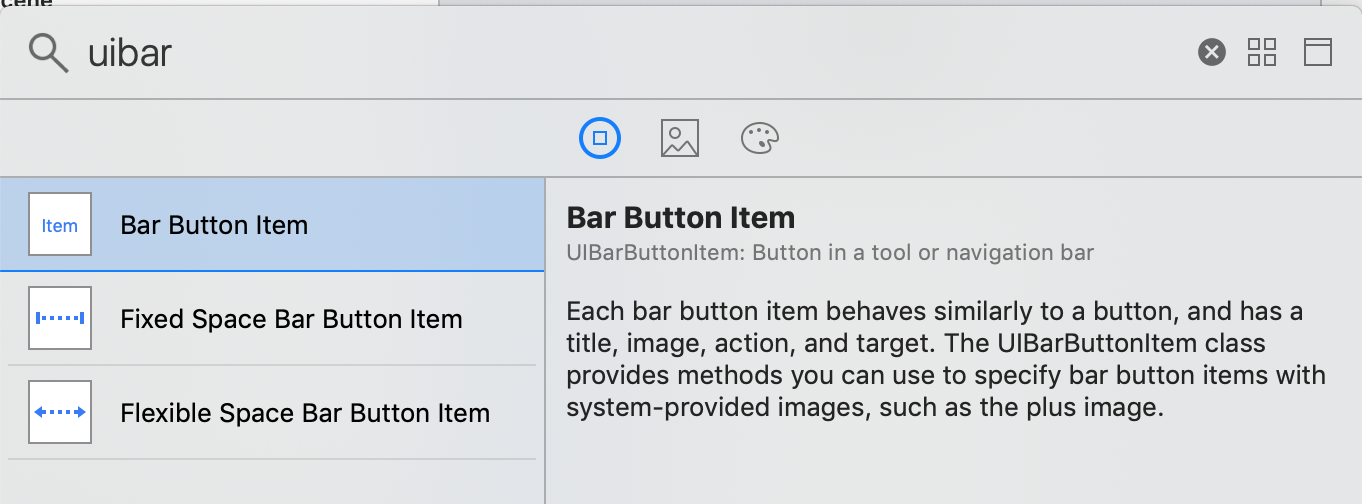 cene
uibar
Item
Bar Button Item
Fixed Space Bar Button Item
Flexible Space Bar Button Item
Bar Button Item
UIBarButtonItem: Button in a tool or navigation bar
Each bar button item behaves similarly to a button, and has a
title, image, action, and target. The UIBarButtonItem class
provides methods you can use to specify bar button items with
system-provided images, such as the plus image.